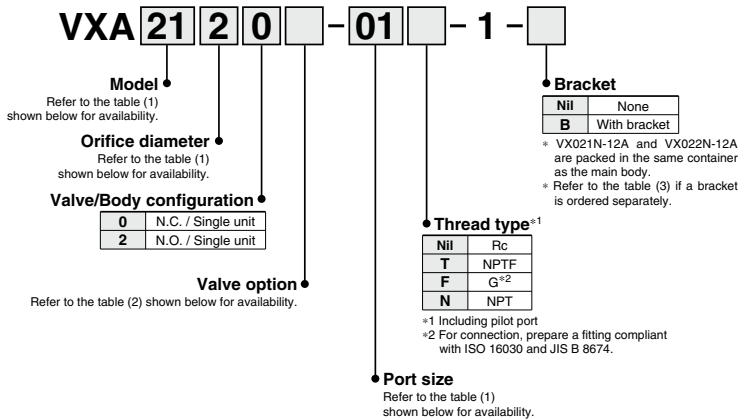 VXA 21 2 0 – 01 – 1 –
Model
Refer to the table (1)
shown below for availability.
Orifice diameter
Refer to the table (1)
shown below for availability.
Valve/Body configuration
0 N.C. / Single unit
2 N.O. / Single unit
Valve option
Refer to the table (2) shown below for availability.
Bracket
Nil None
B With bracket
* VX021N-12A and VX022N-12A
are packed in the same container
as the main body.
* Refer to the table (3) if a bracket
is ordered separately.
Thread type*1
Nil Rc
T NPTF
F G*2
N NPT
*1 Including pilot port
*2 For connection, prepare a fitting compliant
with ISO 16030 and JIS B 8674.
Port size
Refer to the table (1)
shown below for availability.